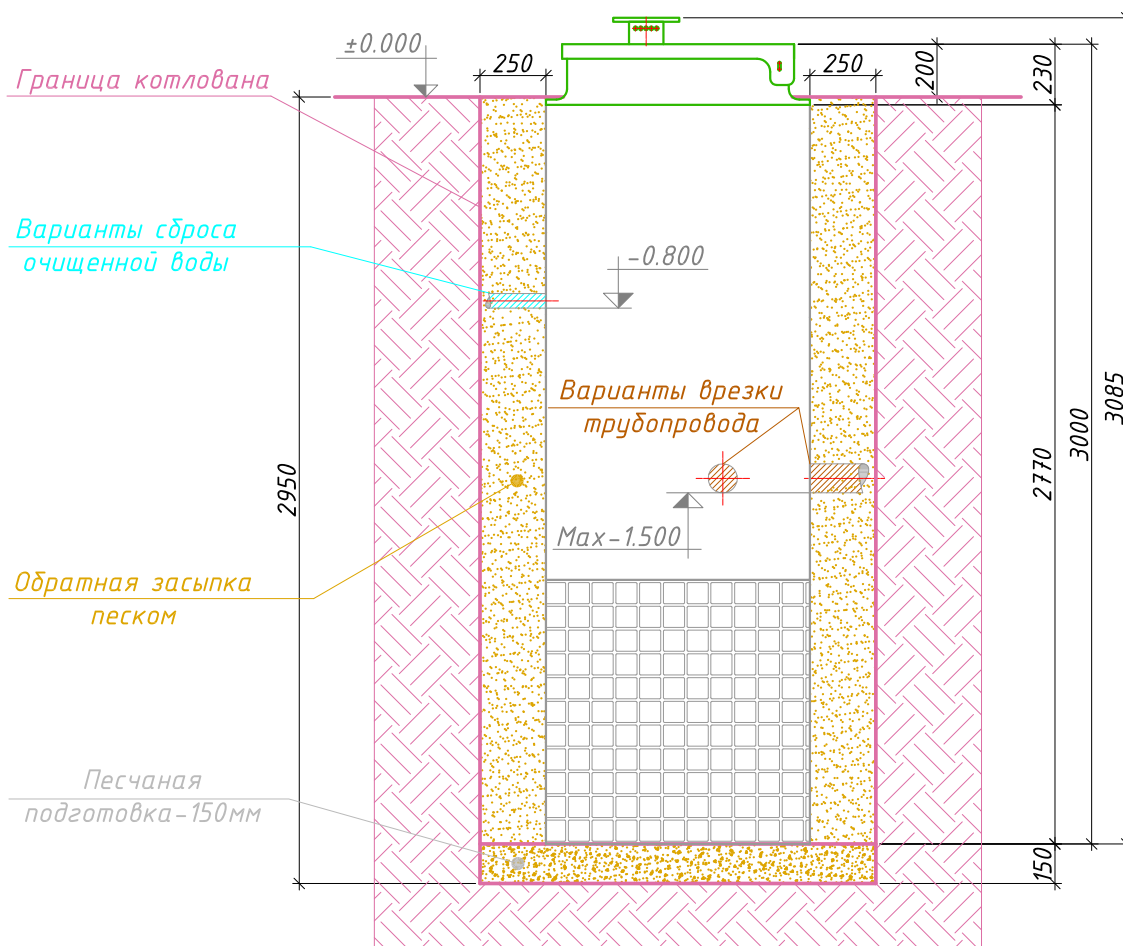 ±0.000
Граница котлована
250
250
200
230
Варианты сброса
очищенной воды
-0.800
Варианты врезки
трубопровода
3085
3000
2770
2950
Max-1.500
Обратная засыпка
песком
Песчаная
подготовка-150мм
150